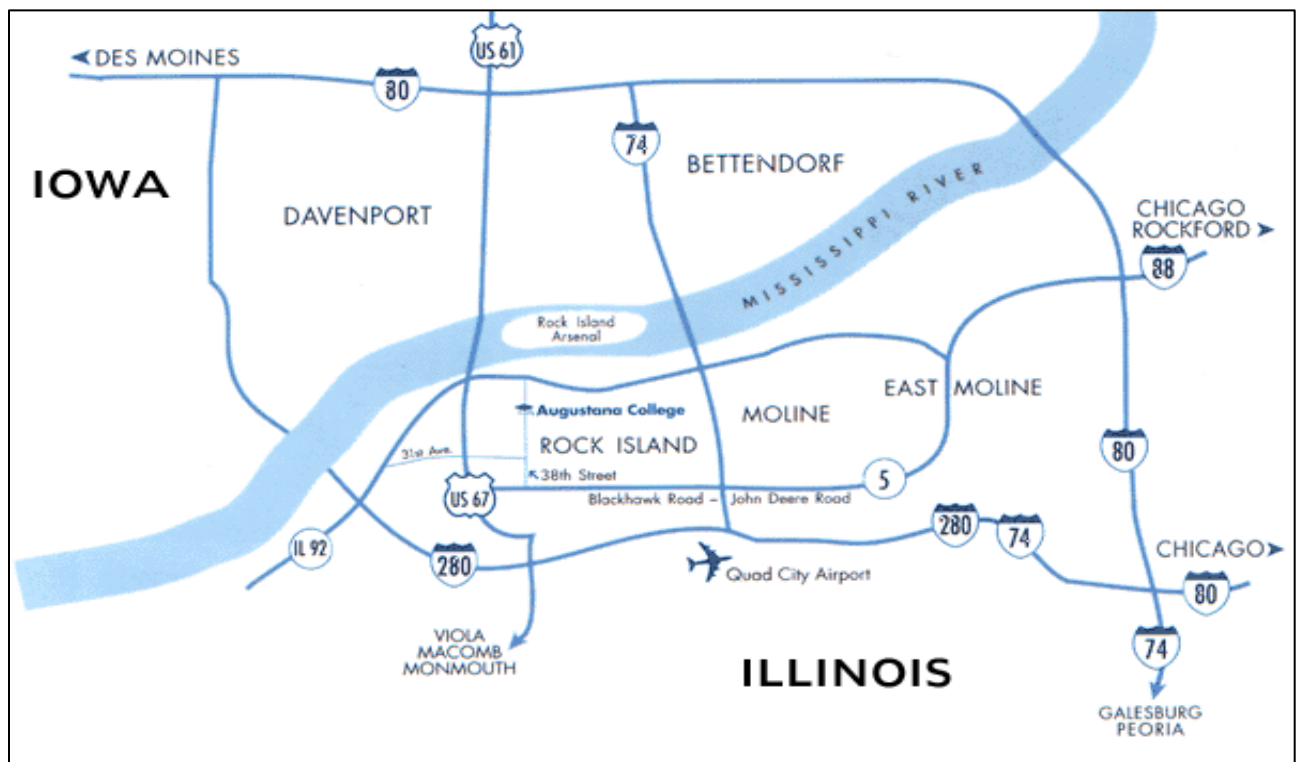 DES MOINES
US 61
80
74
BETTENDORF
IOWA
DAVENPORT
MISSISSIPPI RIVER
CHICAGO
ROCKFORD
88
Rock Island
Arsenal
EAST MOLINE
Augustana College
MOLINE
ROCK ISLAND
31st Ave.
38th Street
80
5
US 67
Blackhawk Road – John Deere Road
IL 92
280
280
74
CHICAGO
Quad City Airport
80
VIOLA
MACOMB
MONMOUTH
74
ILLINOIS
GALESBURG
PEORIA